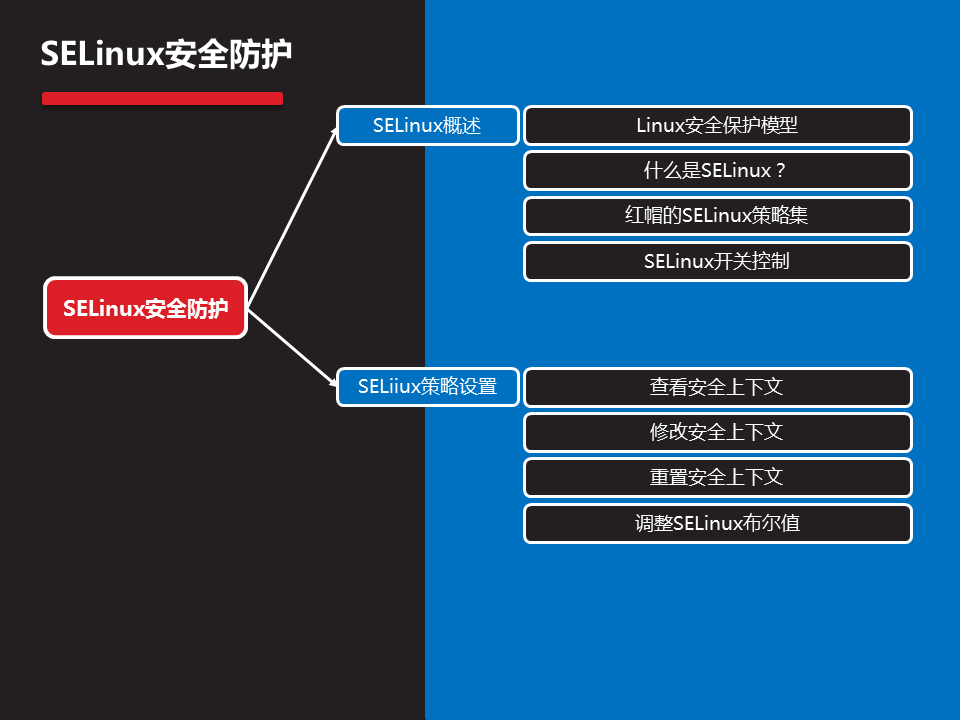 SELinux安全防护
SELinux概述
Linux安全保护模型
什么是SELinux？
红帽的SELinux策略集
SELinux开关控制
SELinux安全防护
SELiiux策略设置
查看安全上下文
修改安全上下文
重置安全上下文
调整SELinux布尔值